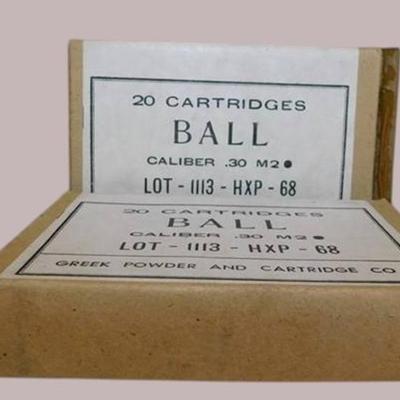 20 CARTRIDGES
BALL
CALIBER .30 M2●
LOT - 1113 - HXP - 68
20 CARTRIDGES
BALL
CALIBER .30 M2●
LOT - 1113 - HXP - 68
GREEK POWDER AND CARTRIDGE CO